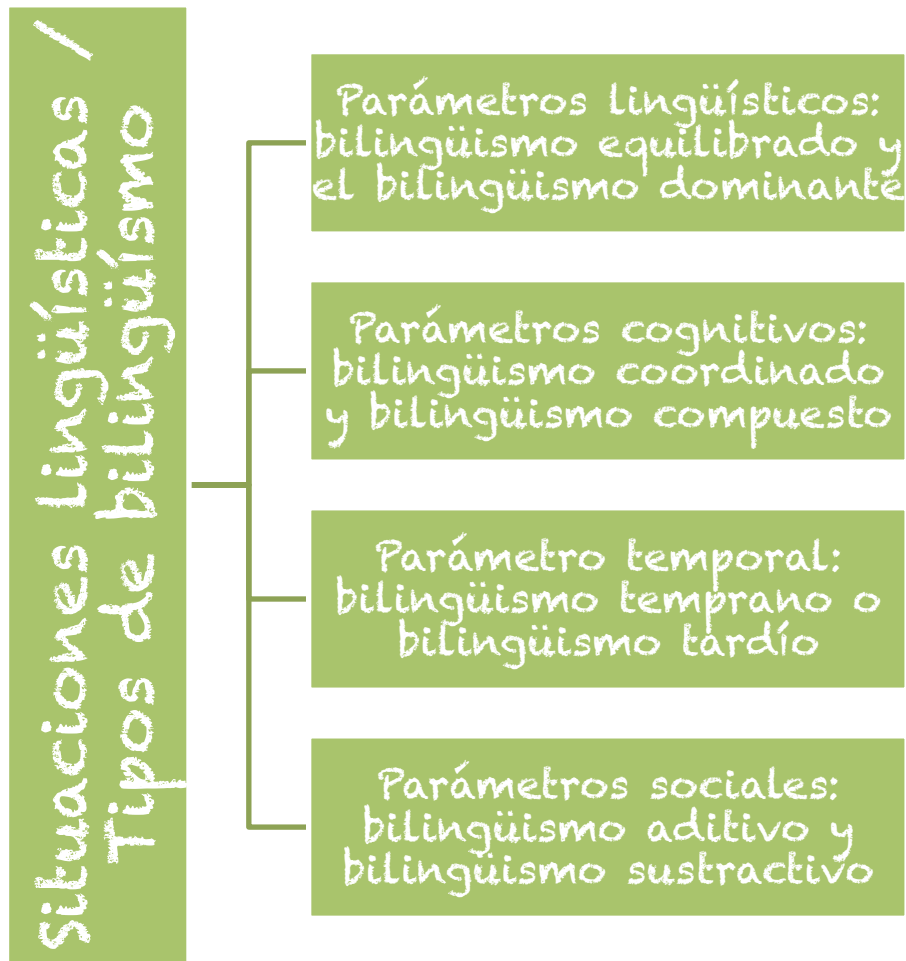 Situaciones lingüísticas /
Tipos de bilingüísmo
Parámetros lingüísticos:
bilingüismo equilibrado y
el bilingüismo dominante
Parámetros cognitivos:
bilingüismo coordinado
y bilingüismo compuesto
Parámetro temporal:
bilingüismo temprano o
bilingüismo tardío
Parámetros sociales:
bilingüismo aditivo y
bilingüismo sustractivo